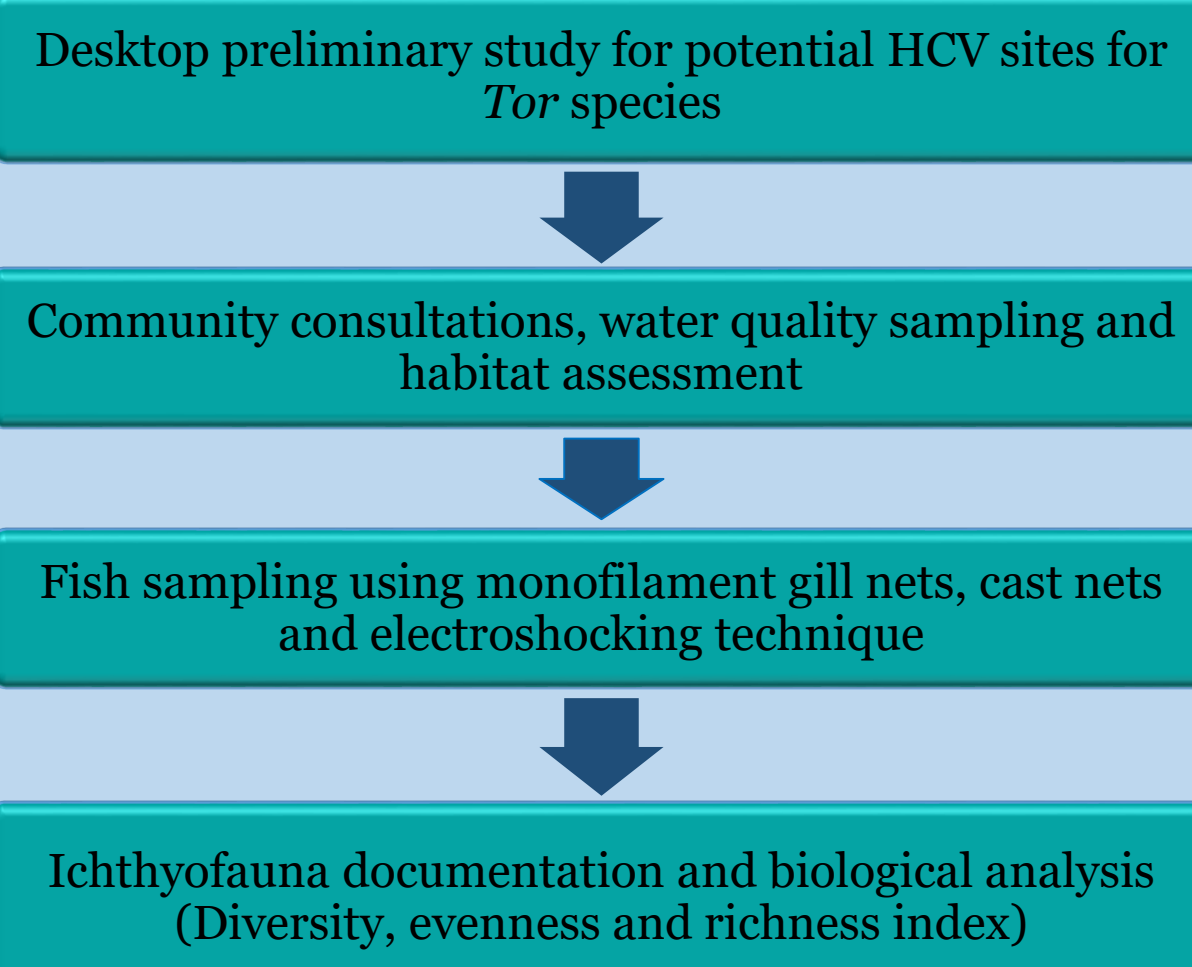 Desktop preliminary study for potential HCV sites for
Tor species
Community consultations, water quality sampling and
habitat assessment
Fish sampling using monofilament gill nets, cast nets
and electroshocking technique
Ichthyofauna documentation and biological analysis
(Diversity, evenness and richness index)